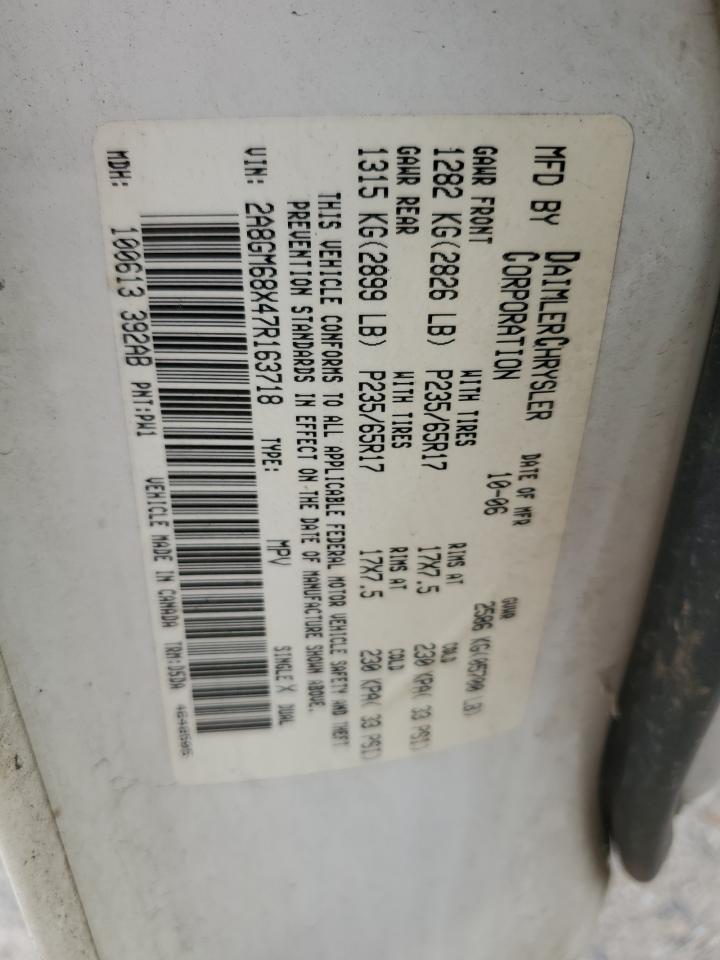 MFD BY DAIMLERCHRYSLER CORPORATION
DATE OF MFR 10-06
GVWR 2586 KG(05700 LB)
GAWR FRONT WITH TIRES RIMS AT COLD
1282 KG(2826 LB) P235/65R17 17X7.5 230 KPA( 33 PSI)
GAWR REAR WITH TIRES RIMS AT COLD
1315 KG(2899 LB) P235/65R17 17X7.5 230 KPA( 33 PSI)
THIS VEHICLE CONFORMS TO ALL APPLICABLE FEDERAL MOTOR VEHICLE SAFETY AND THEFT
PREVENTION STANDARDS IN EFFECT ON THE DATE OF MANUFACTURE SHOWN ABOVE.
VIN: 2A8GM68X47R163718 TYPE: MPV SINGLE X DUAL
MDH: 100613 392AB PNT:PW1 VEHICLE MADE IN CANADA TRM:D5DA